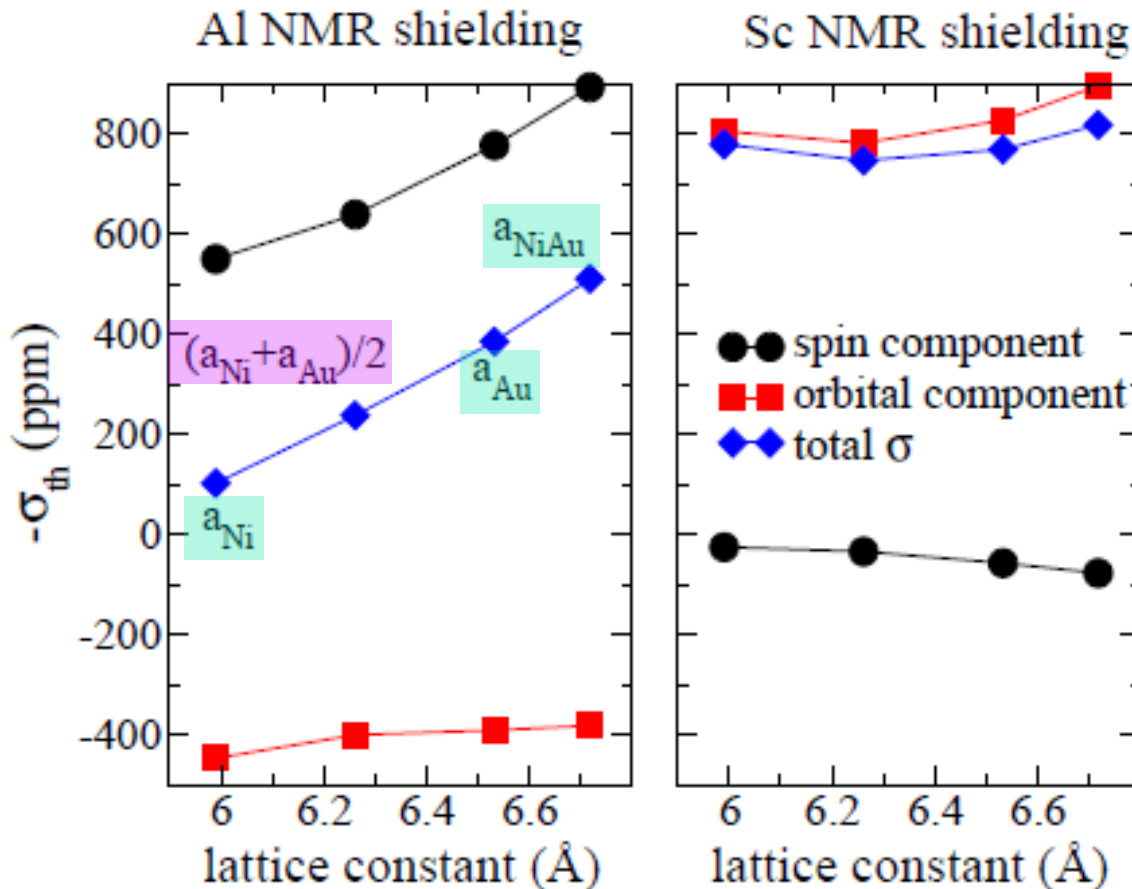 Al NMR shielding
Sc NMR shielding
-σth (ppm)
800
600
400
200
0
-200
-400
aNiAu
(aNi+aAu)/2
aAu
aNi
spin component
orbital component
total σ
6 6.2 6.4 6.6
6 6.2 6.4 6.6
lattice constant (Å)
lattice constant (Å)